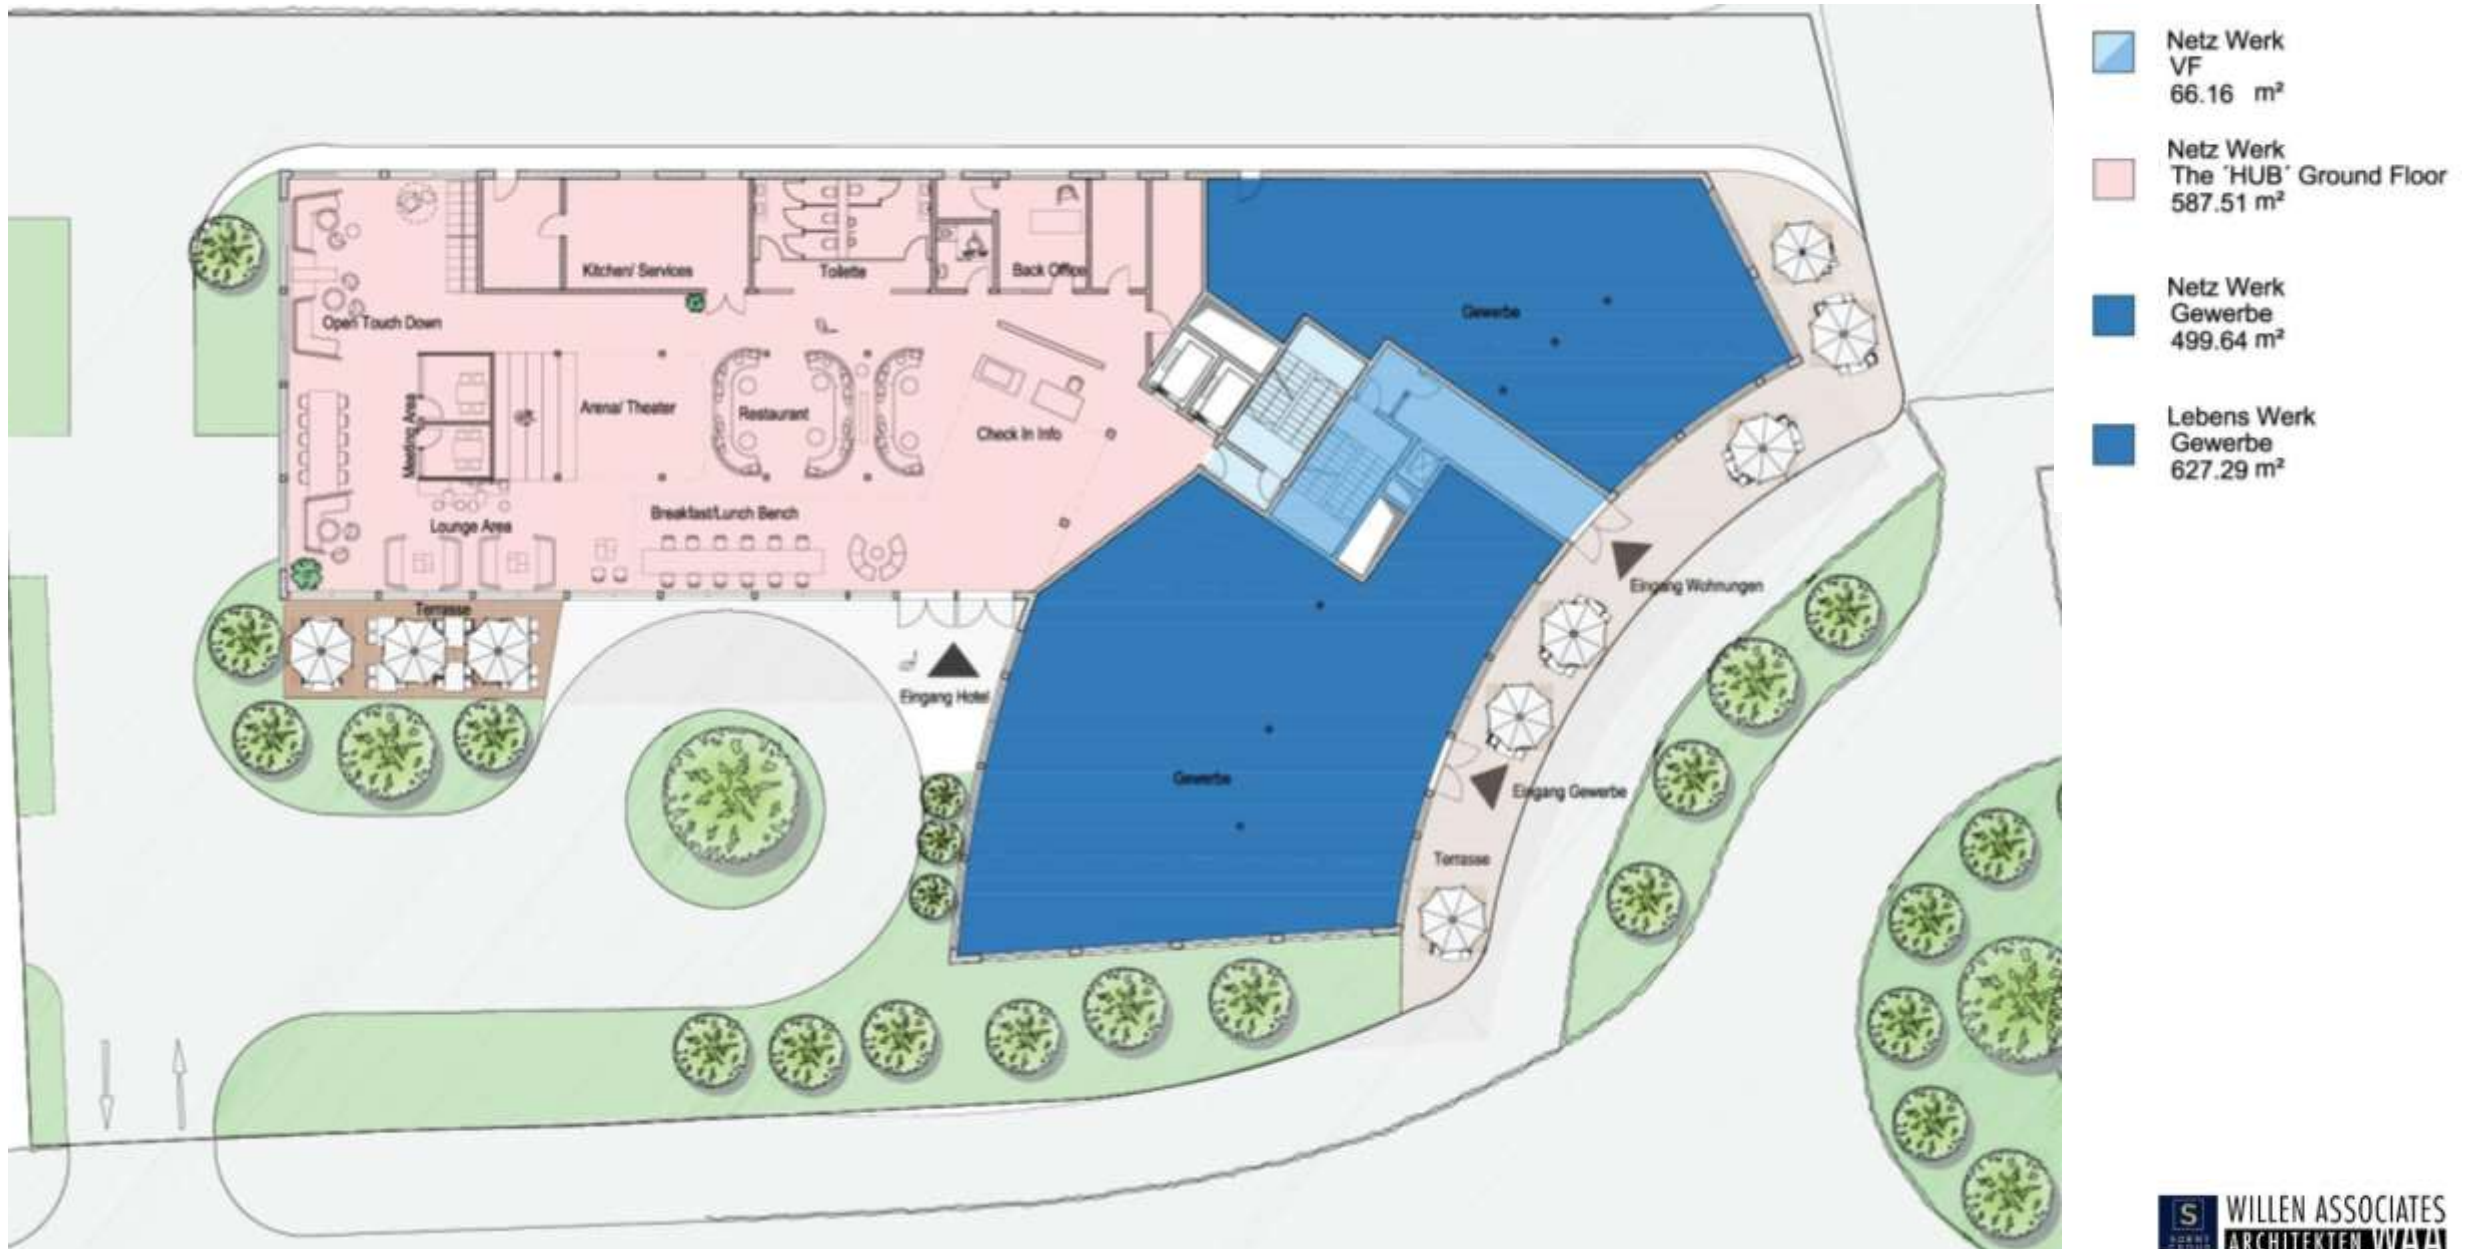 Kitchen/ Services
Toilette
Back Office
Open Touch Down
Gewerbe
Meeting Area
Arena/ Theater
Restaurant
Check In Info
Breakfast/Lunch Bench
Lounge Area
Terrasse
Eingang Wohnungen
Eingang Hotel
Gewerbe
Eingang Gewerbe
Terrasse
Netz Werk
VF
66.16 m²
Netz Werk
The ´HUB´ Ground Floor
587.51 m²
Netz Werk
Gewerbe
499.64 m²
Lebens Werk
Gewerbe
627.29 m²
S
WILLEN ASSOCIATES
ARCHITEKTEN WAA